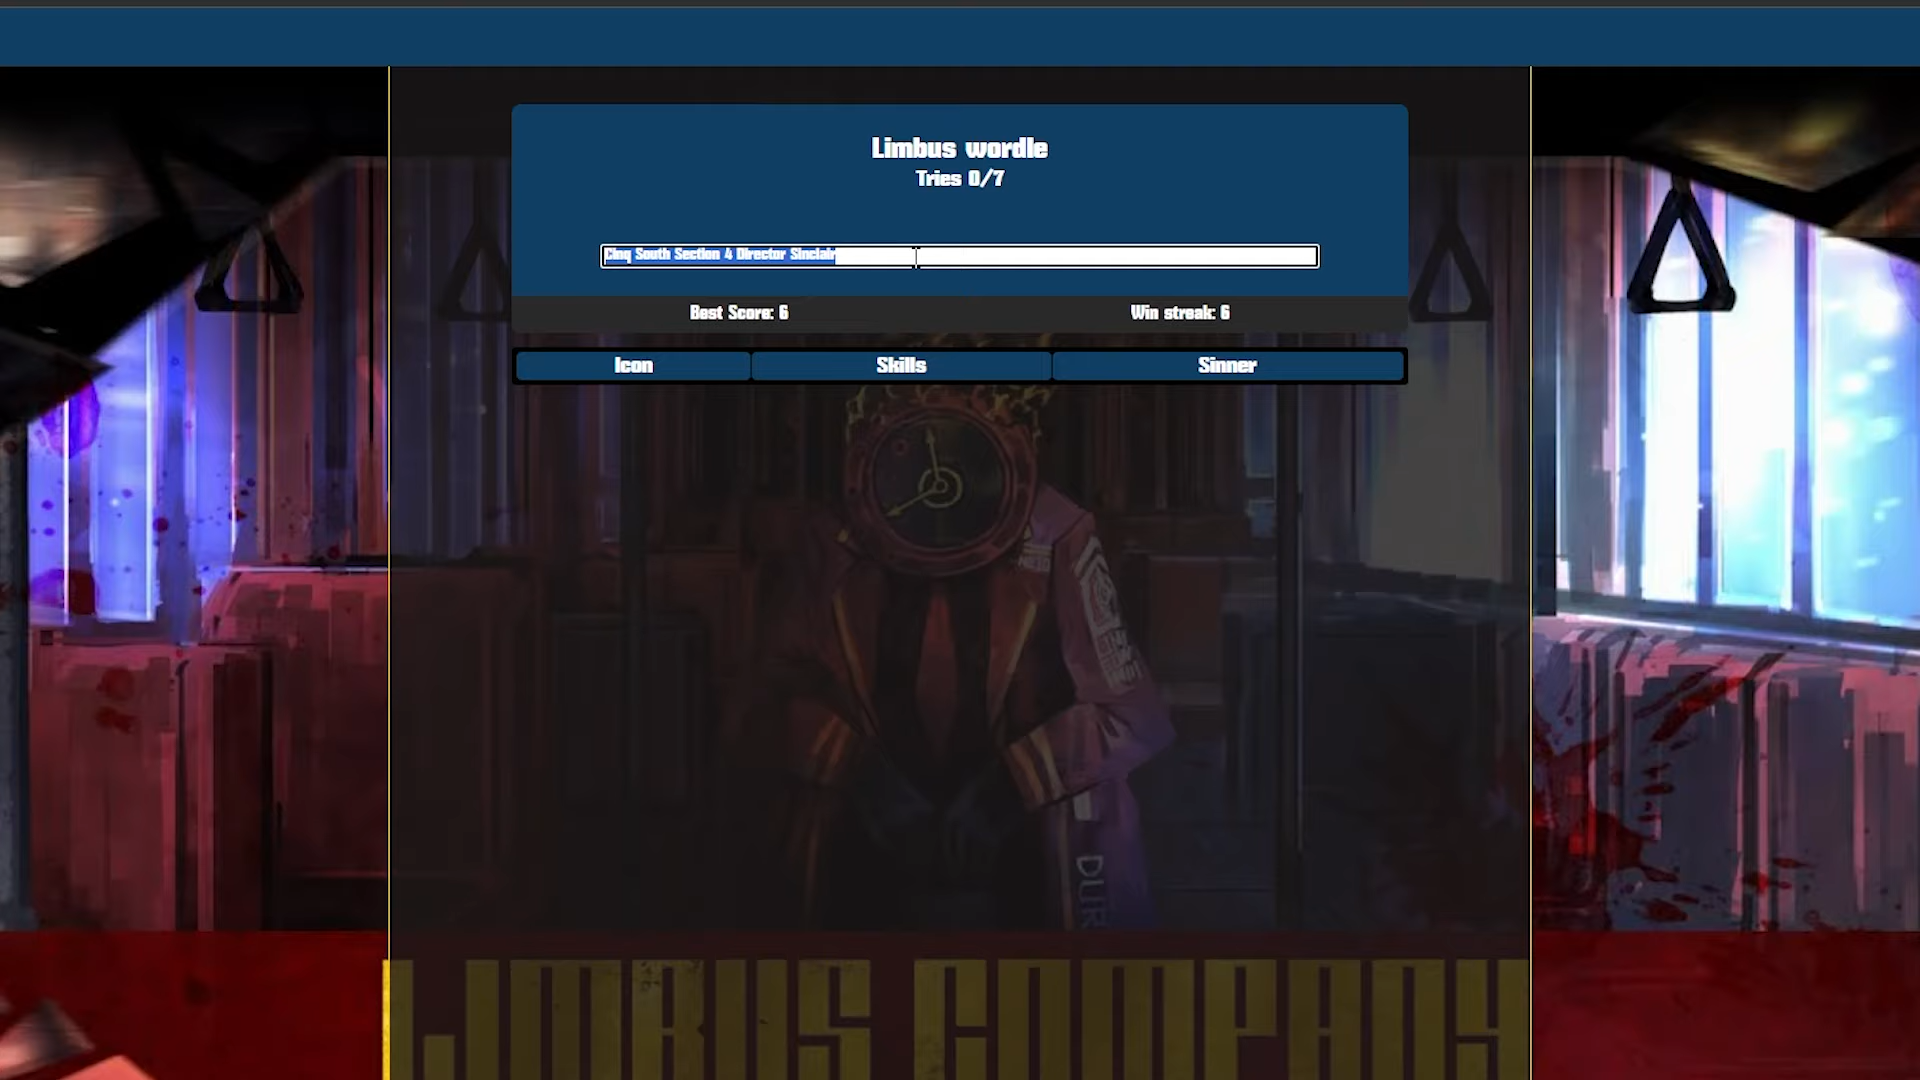 Limbus wordle
Tries 0/7
Cinq South Section 4 Director Sinclair
Best Score: 6
Win streak: 6
Icon
Skills
Sinner
LIMBUS COMPANY